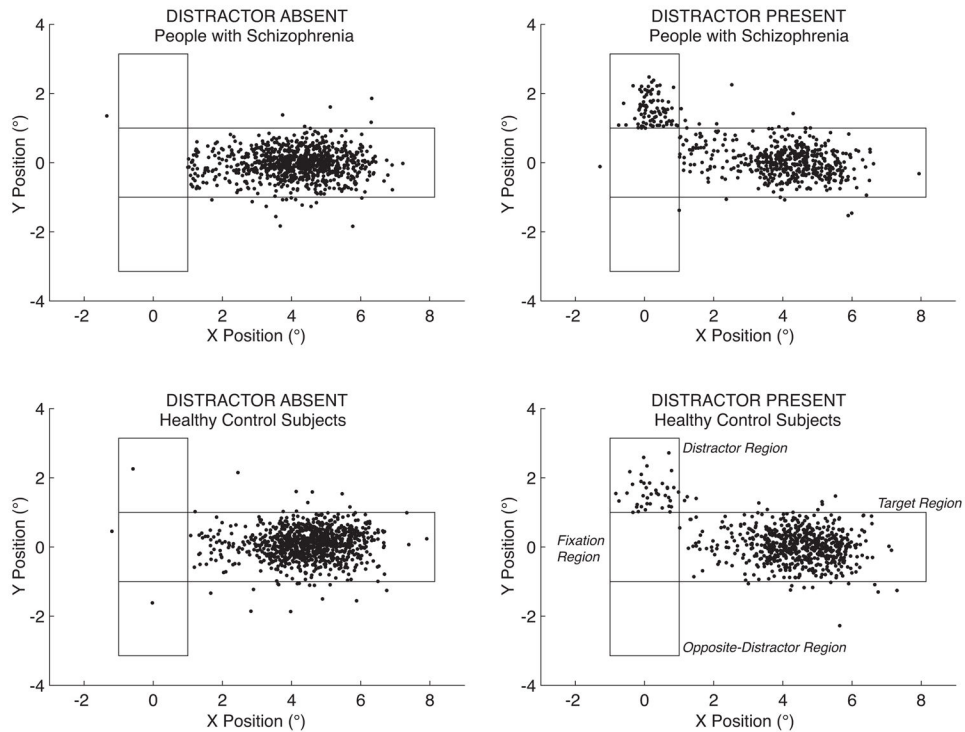 DISTRACTOR ABSENT
People with Schizophrenia
4
2
0
-2
-4
Y Position (°)
-2 0 2 4 6 8
X Position (°)
DISTRACTOR PRESENT
People with Schizophrenia
4
2
0
-2
-4
Y Position (°)
-2 0 2 4 6 8
X Position (°)
DISTRACTOR ABSENT
Healthy Control Subjects
4
2
0
-2
-4
Y Position (°)
-2 0 2 4 6 8
X Position (°)
DISTRACTOR PRESENT
Healthy Control Subjects
4
2
0
-2
-4
Y Position (°)
Distractor Region
Target Region
Fixation
Region
Opposite-Distractor Region
-2 0 2 4 6 8
X Position (°)